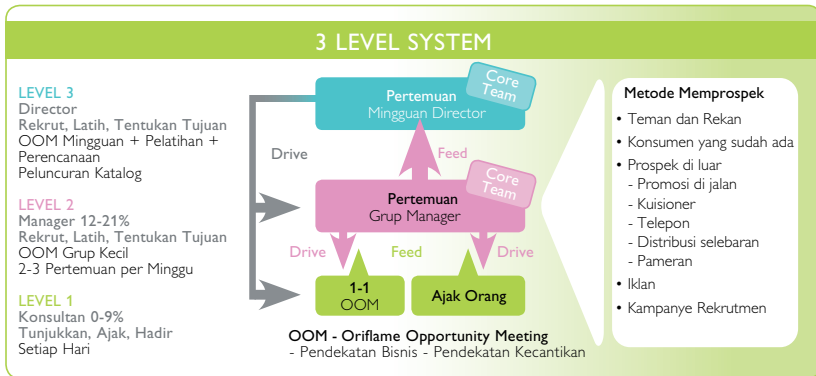 3 LEVEL SYSTEM
LEVEL 3
Director
Rekrut, Latih, Tentukan Tujuan
OOM Mingguan + Pelatihan +
Perencanaan
Peluncuran Katalog
LEVEL 2
Manager 12-21%
Rekrut, Latih, Tentukan Tujuan
OOM Grup Kecil
2-3 Pertemuan per Minggu
LEVEL 1
Konsultan 0-9%
Tunjukkan, Ajak, Hadir
Setiap Hari
Core
Team
Pertemuan
Mingguan Director
Drive
Feed
Core
Team
Pertemuan
Grup Manager
Drive
Feed
Drive
1-1
OOM
Ajak Orang
OOM - Oriflame Opportunity Meeting
- Pendekatan Bisnis - Pendekatan Kecantikan
Metode Memprospek
• Teman dan Rekan
• Konsumen yang sudah ada
• Prospek di luar
- Promosi di jalan
- Kuisioner
- Telepon
- Distribusi selebaran
- Pameran
• Iklan
• Kampanye Rekrutmen